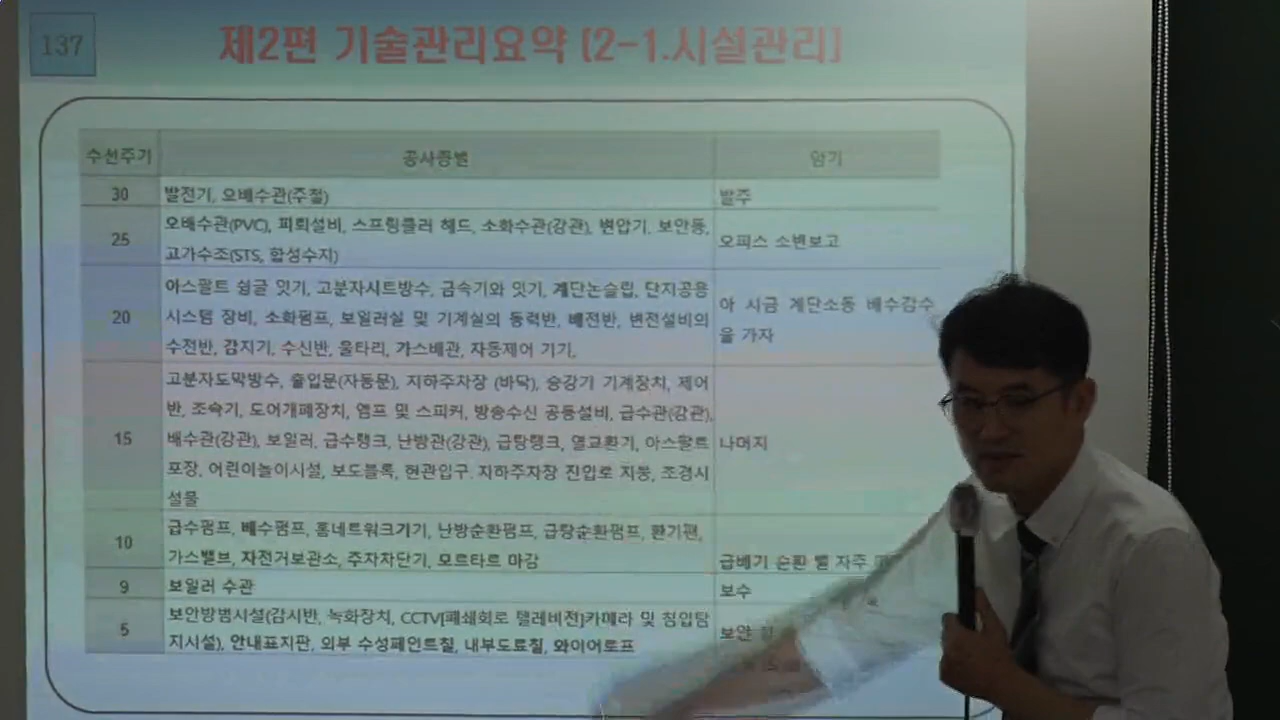 137
제2편 기술관리요약 [2-1.시설관리]
수선주기 공사종별 암기
30 발전기, 오배수관(주철) 발주
오배수관(PVC), 피뢰설비, 스프링클러 헤드, 소화수관(강관), 변압기, 보안등,
25 오피스 소변보고
고가수조(STS, 합성수지)
아스팔트 슁글 잇기, 고분자시트방수, 금속기와 잇기, 계단논슬립, 단지공용
20 시스템 장비, 소화펌프, 보일러실 및 기계실의 동력반, 배전반, 변전설비의
아 시금 계단소동 배수감수
을 가자
수전반, 감지기, 수신반, 울타리, 가스배관, 자동제어 기기,
고분자도막방수, 출입문(자동문), 지하주차장 (바닥), 승강기 기계장치, 제어
반, 조속기, 도어개폐장치, 앰프 및 스피커, 방송수신 공동설비, 급수관(강관),
15 배수관(강관), 보일러, 급수탱크, 난방관(강관), 급탕탱크, 열교환기, 아스팔트 나머지
포장, 어린이놀이시설, 보도블록, 현관입구. 지하주차장 진입로 지붕, 조경시
설물
급수펌프, 배수펌프, 홈네트워크기기, 난방순환펌프, 급탕순환펌프, 환기팬,
10
가스밸브, 자전거보관소, 주차차단기, 모르타르 마감 급배기 순환 밸 자주
9 보일러 수관 보수
보안방범시설(감시반, 녹화장치, CCTV[폐쇄회로 텔레비전]카메라 및 침입탐
5 보안
지시설), 안내표지판, 외부 수성페인트칠, 내부도료칠, 와이어로프